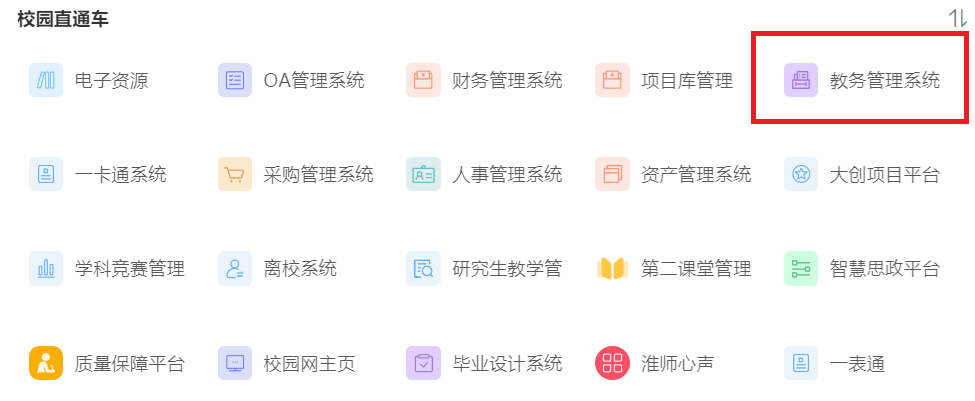 校园直通车
电子资源
OA管理系统
财务管理系统
项目库管理
教务管理系统
一卡通系统
采购管理系统
人事管理系统
资产管理系统
大创项目平台
学科竞赛管理
离校系统
研究生教学管
第二课堂管理
智慧思政平台
质量保障平台
校园网主页
毕业设计系统
淮师心声
一表通